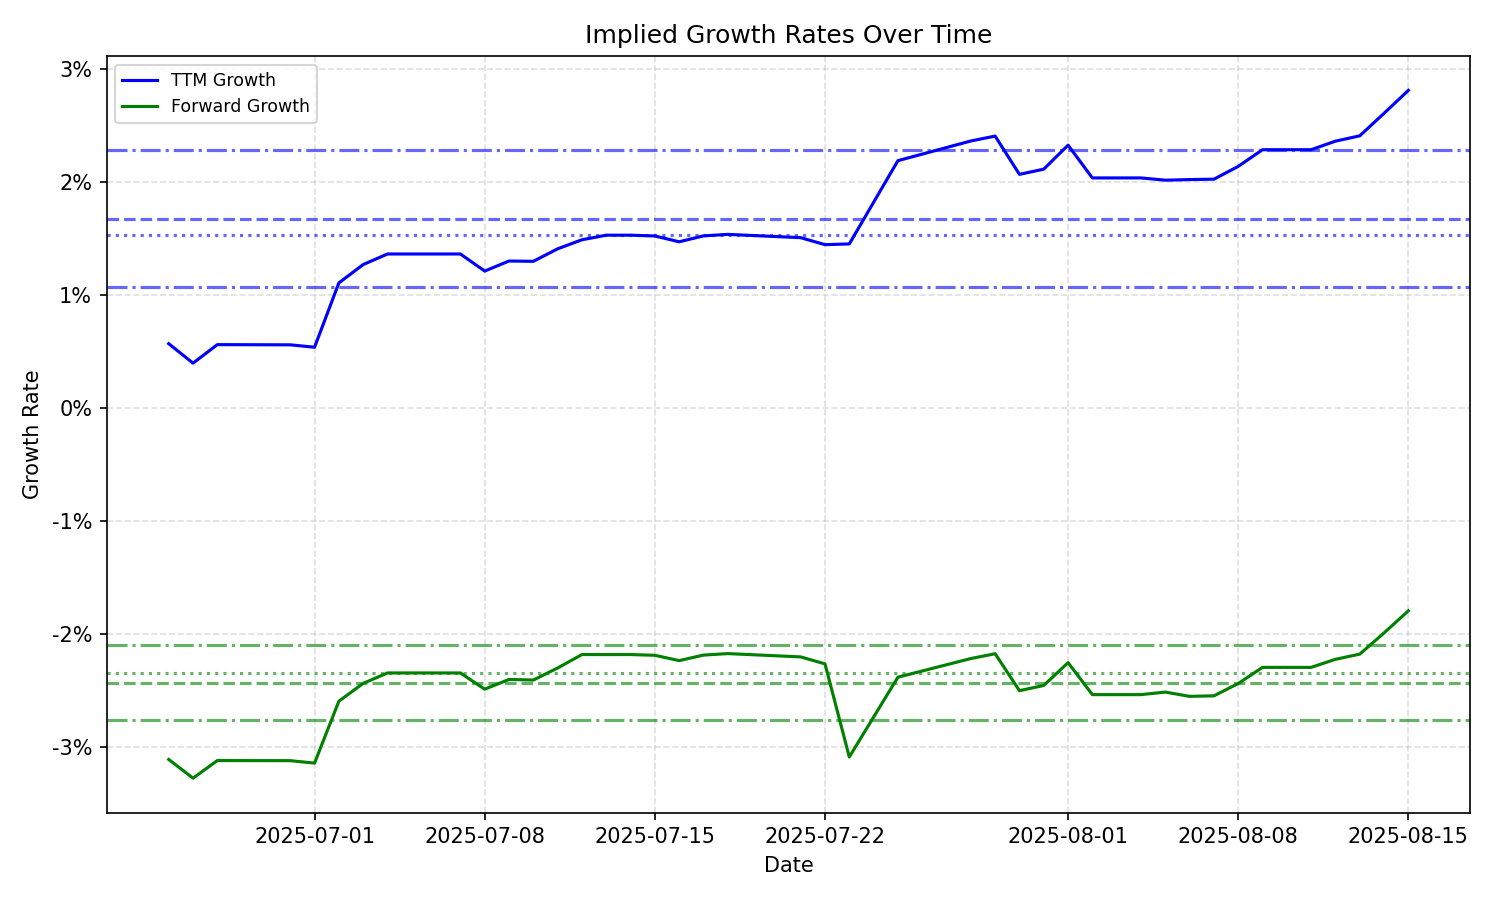 Implied Growth Rates Over Time
TTM Growth
Forward Growth
3%
2%
1%
0%
-1%
-2%
-3%
Growth Rate
2025-07-01 2025-07-08 2025-07-15 2025-07-22 2025-08-01 2025-08-08 2025-08-15
Date